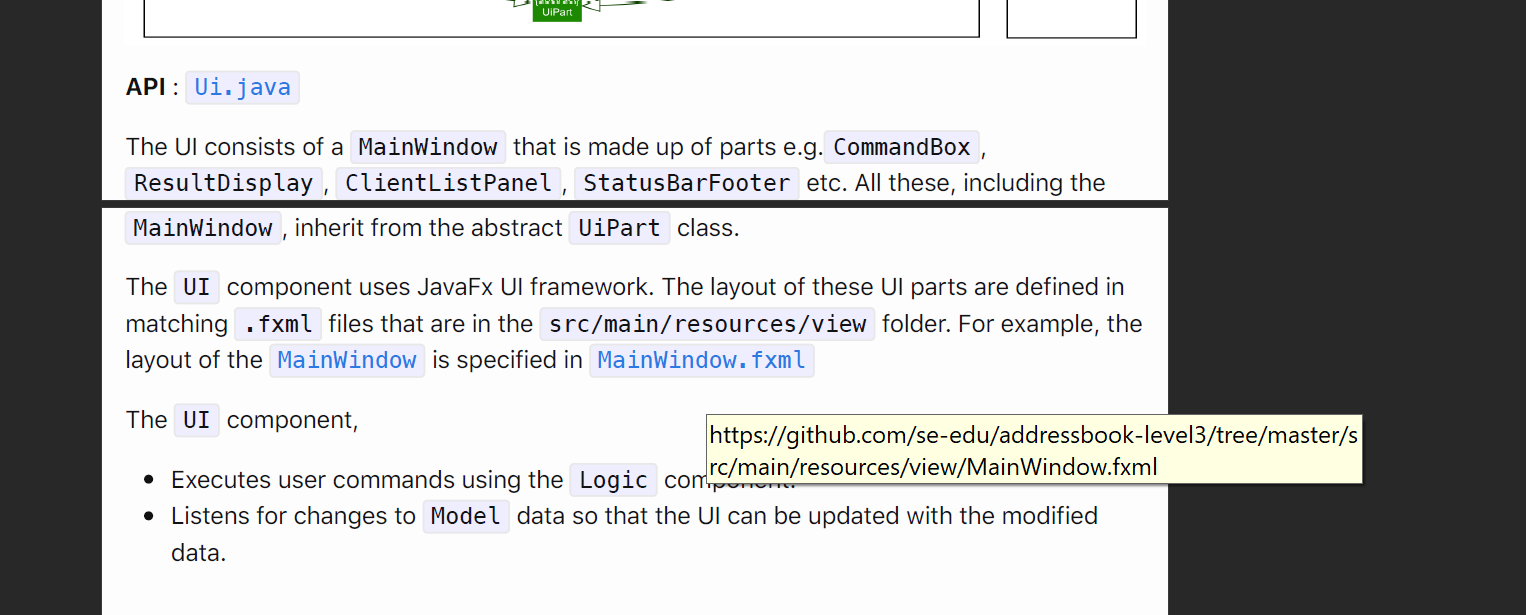 UiPart
API : Ui.java
The UI consists of a MainWindow that is made up of parts e.g. CommandBox ,
ResultDisplay , ClientListPanel , StatusBarFooter etc. All these, including the
MainWindow , inherit from the abstract UiPart class.
The UI component uses JavaFx UI framework. The layout of these UI parts are defined in
matching .fxml files that are in the src/main/resources/view folder. For example, the
layout of the MainWindow is specified in MainWindow.fxml
The UI component,
https://github.com/se-edu/addressbook-level3/tree/master/s
rc/main/resources/view/MainWindow.fxml
• Executes user commands using the Logic component.
• Listens for changes to Model data so that the UI can be updated with the modified
data.